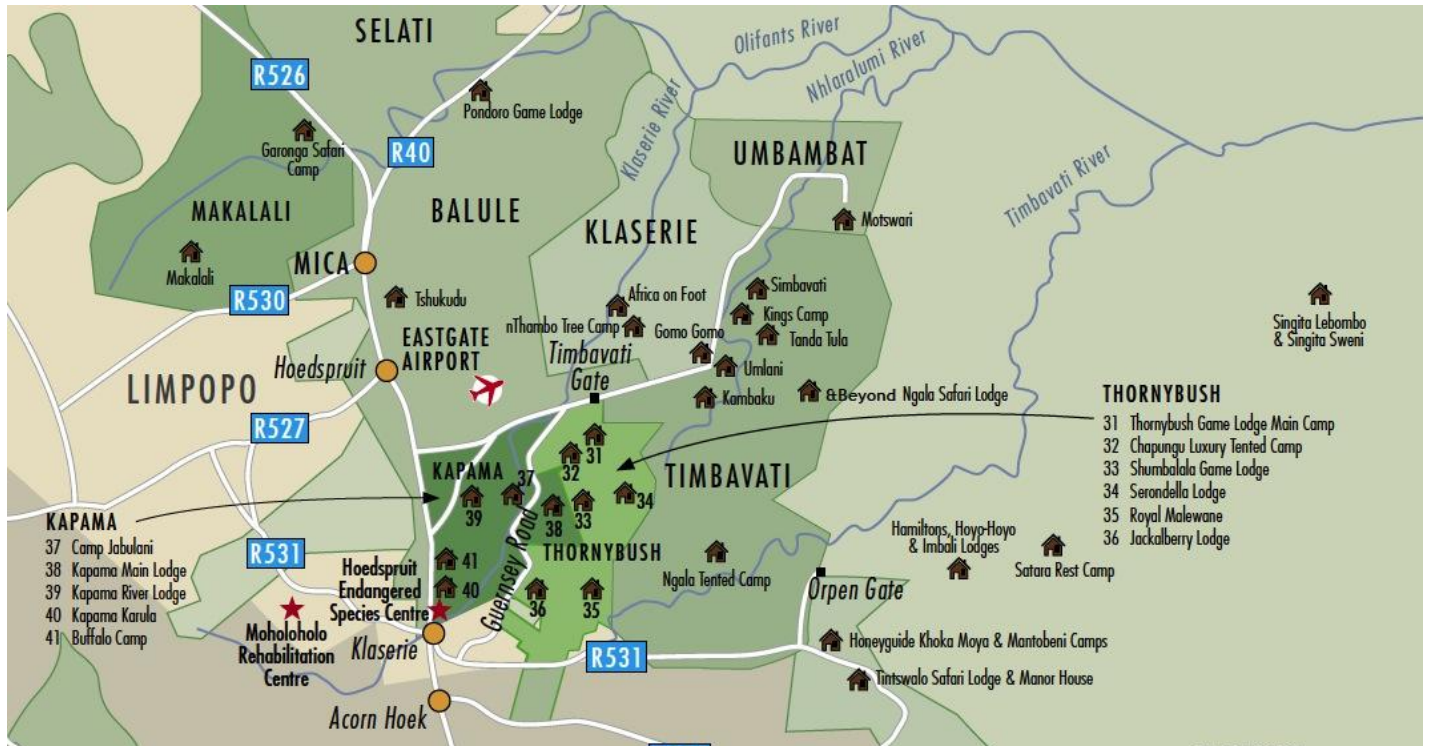 SELATI
Olifants River
Nhlaralumi River
R526
Pondoro Game Lodge
Klaserie River
Garonga Safari
Camp
R40
UMBAMBAT
Timbavati River
MAKALALI
BALULE
KLASERIE
Motswari
Makalali
MICA
R530
Tshukudu
Africa on Foot
Simbavati
nThambo Tree Camp
Gomo Gomo
Kings Camp
Tanda Tula
Singita Lebombo
& Singita Sweni
EASTGATE
AIRPORT
Hoedspruit
Timbavati
Gate
Umlani
Kambaku
&Beyond Ngala Safari Lodge
LIMPOPO
R527
THORNYBUSH
31 Thornybush Game Lodge Main Camp
32 Chapungu Luxury Tented Camp
33 Shumbalala Game Lodge
34 Serondella Lodge
35 Royal Malewane
36 Jackalberry Lodge
31
32
KAPAMA
37
39
38
33
34
TIMBAVATI
KAPAMA
37 Camp Jabulani
38 Kapama Main Lodge
39 Kapama River Lodge
40 Kapama Karula
41 Buffalo Camp
R531
Hoedspruit
Endangered
Species Centre
41
40
Guernsey Road
THORNYBUSH
36
35
Ngala Tented Camp
Hamiltons, Hoyo-Hoyo
& Imbali Lodges
Satara Rest Camp
Orpen Gate
Moholoholo
Rehabilitation
Centre
Klaserie
R531
Honeyguide Khoka Moya & Mantobeni Camps
Tintswalo Safari Lodge & Manor House
Acorn Hoek